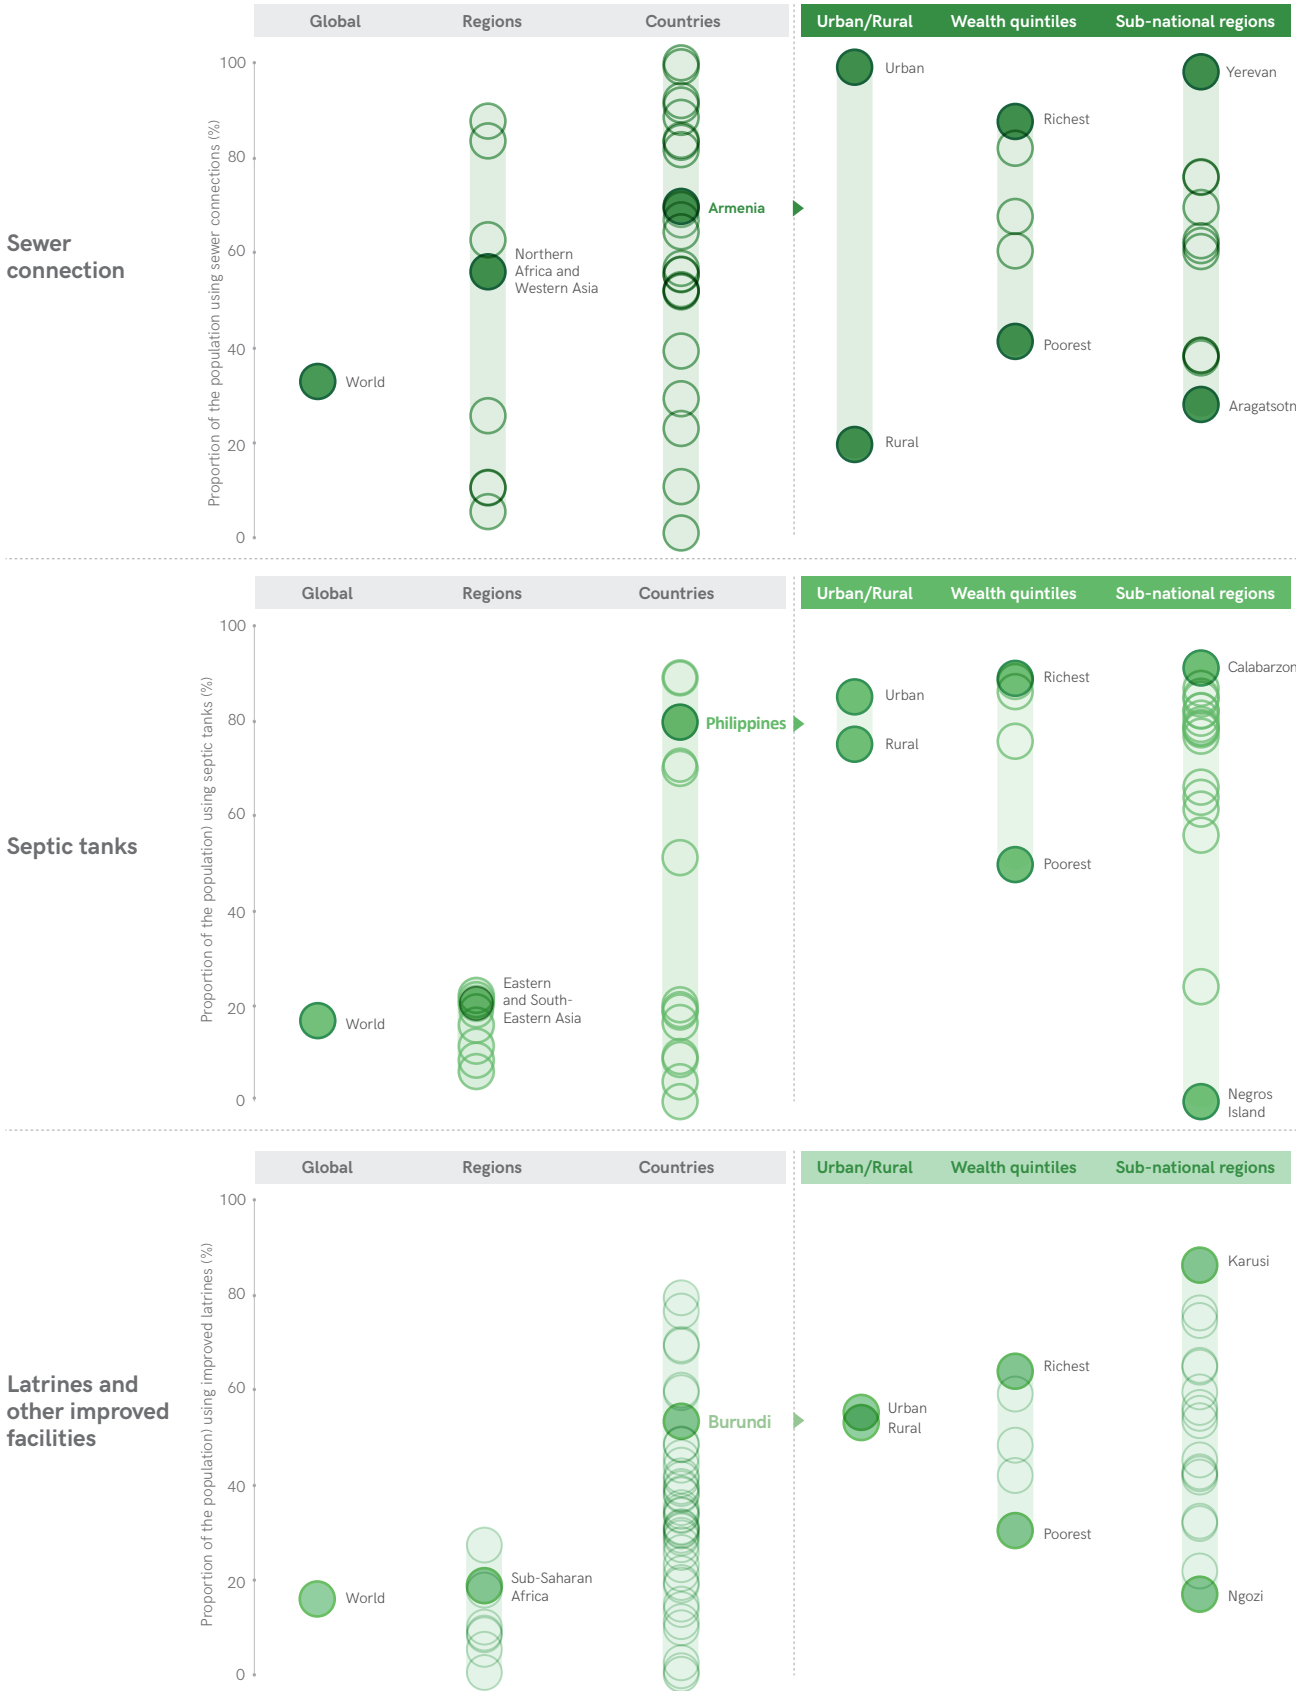 Global
Regions
Countries
Urban/Rural
Wealth quintiles
Sub-national regions
Sewer
connection
Proportion of the population using sewer connections (%)
100
80
60
40
20
0
World
Northern
Africa and
Western Asia
Armenia
Urban
Rural
Richest
Poorest
Yerevan
Aragatsotn
Global
Regions
Countries
Urban/Rural
Wealth quintiles
Sub-national regions
Septic tanks
Proportion of the population) using septic tanks (%)
100
80
60
40
20
0
World
Eastern
and South-
Eastern Asia
Philippines
Urban
Rural
Richest
Poorest
Calabarzon
Negros
Island
Global
Regions
Countries
Urban/Rural
Wealth quintiles
Sub-national regions
Latrines and
other improved
facilities
Proportion of the population) using improved latrines (%)
100
80
60
40
20
0
World
Sub-Saharan
Africa
Burundi
Urban
Rural
Richest
Poorest
Karusi
Ngozi